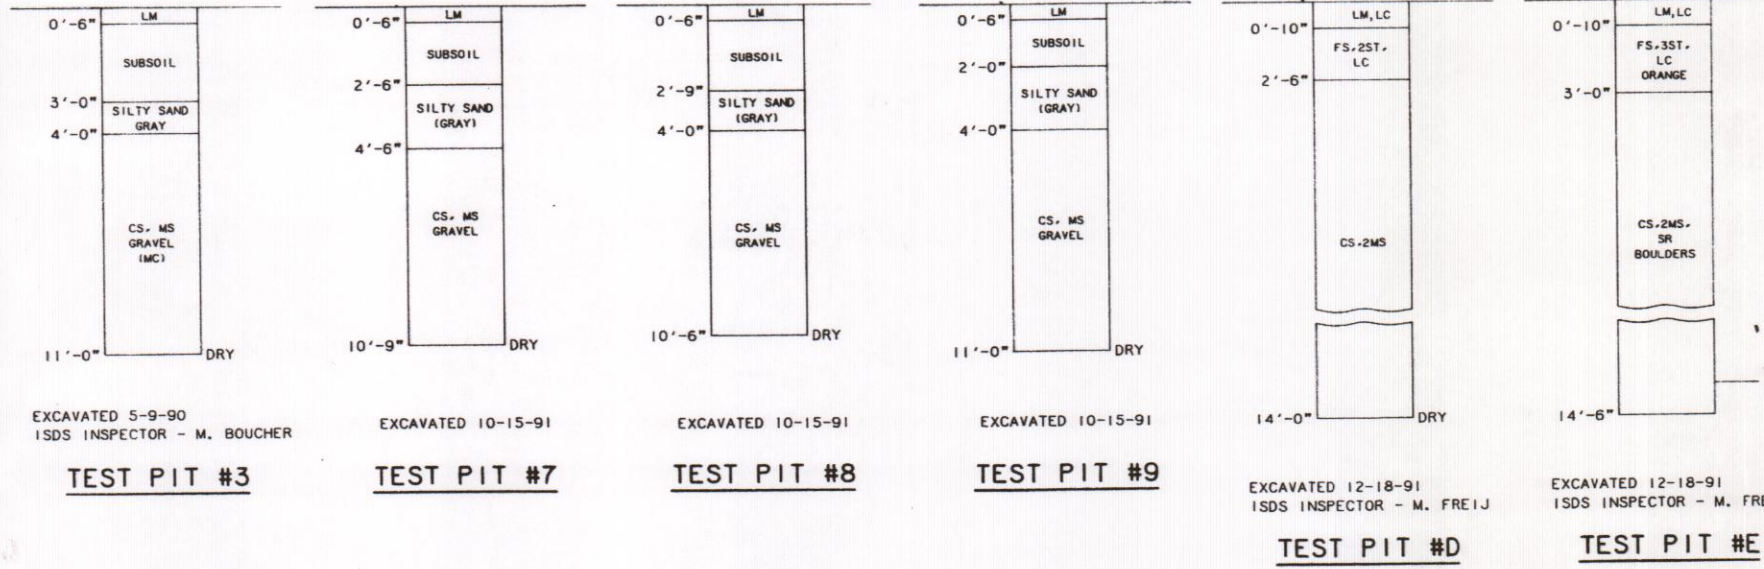 LM
0'-6"
SUBSOIL
3'-0"
SILTY SAND
GRAY
4'-0"
CS, MS
GRAVEL
(MC)
11'-0" DRY
EXCAVATED 5-9-90
ISDS INSPECTOR - M. BOUCHER
TEST PIT #3
LM
0'-6"
SUBSOIL
2'-6"
SILTY SAND
(GRAY)
4'-6"
CS, MS
GRAVEL
10'-9" DRY
EXCAVATED 10-15-91
TEST PIT #7
LM
0'-6"
SUBSOIL
2'-9"
SILTY SAND
(GRAY)
4'-0"
CS, MS
GRAVEL
10'-6" DRY
EXCAVATED 10-15-91
TEST PIT #8
LM
0'-6"
SUBSOIL
2'-0"
SILTY SAND
(GRAY)
4'-0"
CS, MS
GRAVEL
11'-0" DRY
EXCAVATED 10-15-91
TEST PIT #9
LM, LC
0'-10"
FS,2ST,
LC
2'-6"
CS,2MS
14'-0" DRY
EXCAVATED 12-18-91
ISDS INSPECTOR - M. FREIJ
TEST PIT #D
LM, LC
0'-10"
FS,3ST,
LC
ORANGE
3'-0"
CS,2MS,
SR
BOULDERS
14'-6"
EXCAVATED 12-18-91
ISDS INSPECTOR - M. FRE
TEST PIT #E